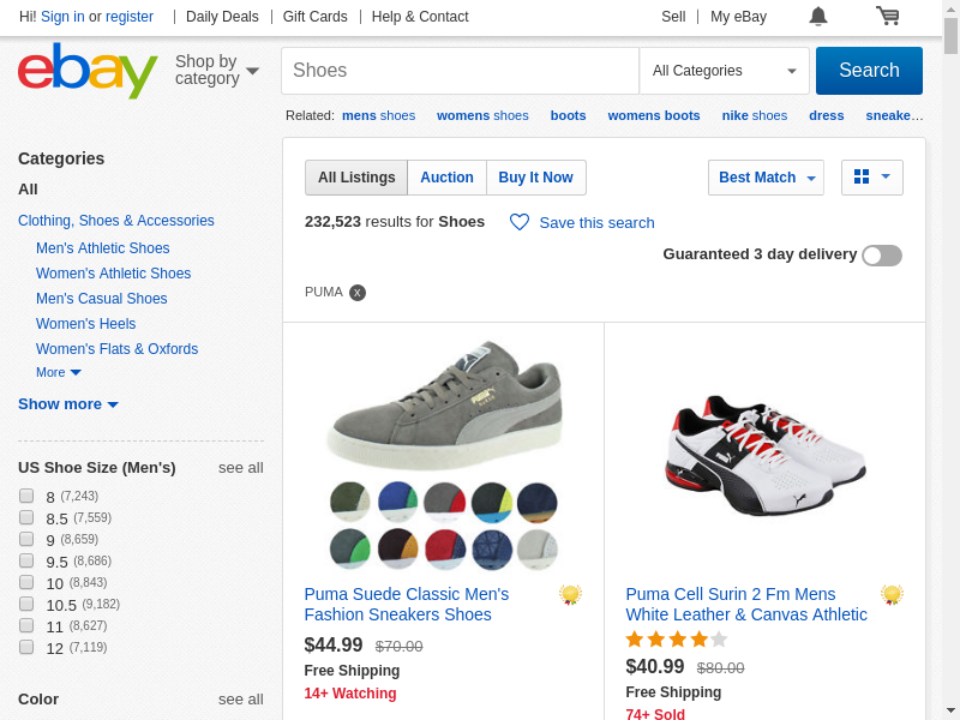 Hi! Sign in or register | Daily Deals | Gift Cards | Help & Contact
Sell | My eBay
ebay
Shop by category
Shoes
All Categories
Search
Related: mens shoes womens shoes boots womens boots nike shoes dress sneake…
Categories
All
Clothing, Shoes & Accessories
Men's Athletic Shoes
Women's Athletic Shoes
Men's Casual Shoes
Women's Heels
Women's Flats & Oxfords
More
Show more
US Shoe Size (Men's) see all
8 (7,243)
8.5 (7,559)
9 (8,659)
9.5 (8,686)
10 (8,843)
10.5 (9,182)
11 (8,627)
12 (7,119)
Color see all
All Listings Auction Buy It Now
Best Match
232,523 results for Shoes
Save this search
Guaranteed 3 day delivery
PUMA x
Puma Suede Classic Men's
Fashion Sneakers Shoes
$44.99 $70.00
Free Shipping
14+ Watching
Puma Cell Surin 2 Fm Mens
White Leather & Canvas Athletic
$40.99 $80.00
Free Shipping
74+ Sold